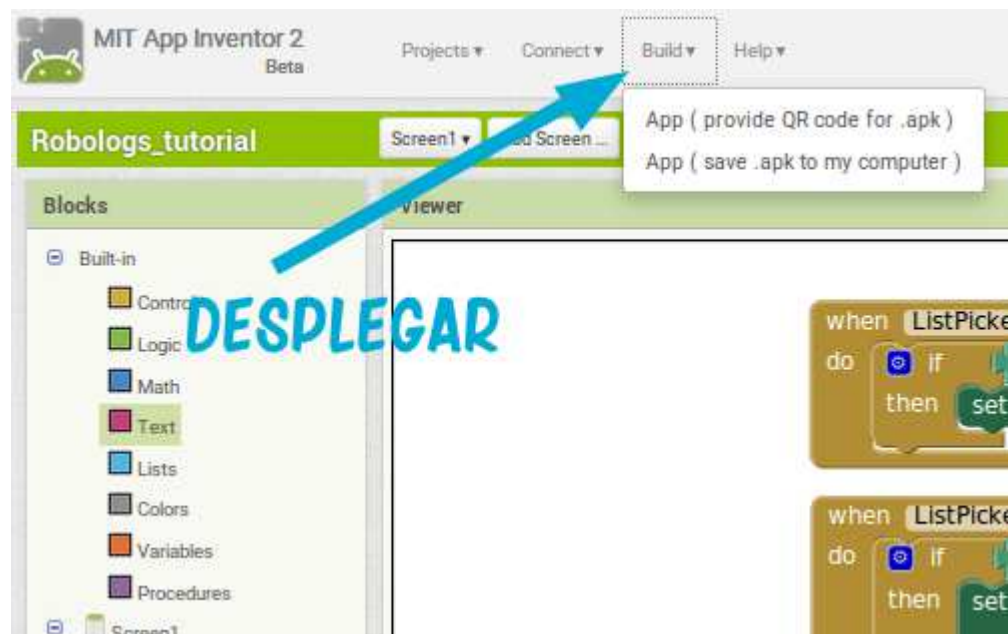 MIT App Inventor 2
Beta
Projects Connect Build Help
App ( provide QR code for .apk )
App ( save .apk to my computer )
Robologs_tutorial
Screen1 Screen ...
Blocks
Viewer
Built-in
Logic
Math
Text
Lists
Colors
Variables
Procedures
Screen1
DESPLEGAR
when
do if
then set
when
do if
then set